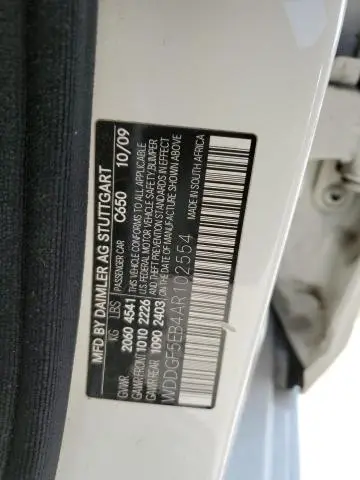 MFD BY DAIMLER AG STUTTGART
PASSENGER CAR C650 10/09
KG LBS
GVWR 2060 4541
GAWR FRONT 1010 2226
GAWR REAR 1090 2403
THIS VEHICLE CONFORMS TO ALL APPLICABLE
U.S. FEDERAL MOTOR VEHICLE SAFETY, BUMPER
AND THEFT PREVENTION STANDARDS IN EFFECT
ON THE DATE OF MANUFACTURE SHOWN ABOVE
WDDGF5EB4AR102554
MADE IN SOUTH AFRICA